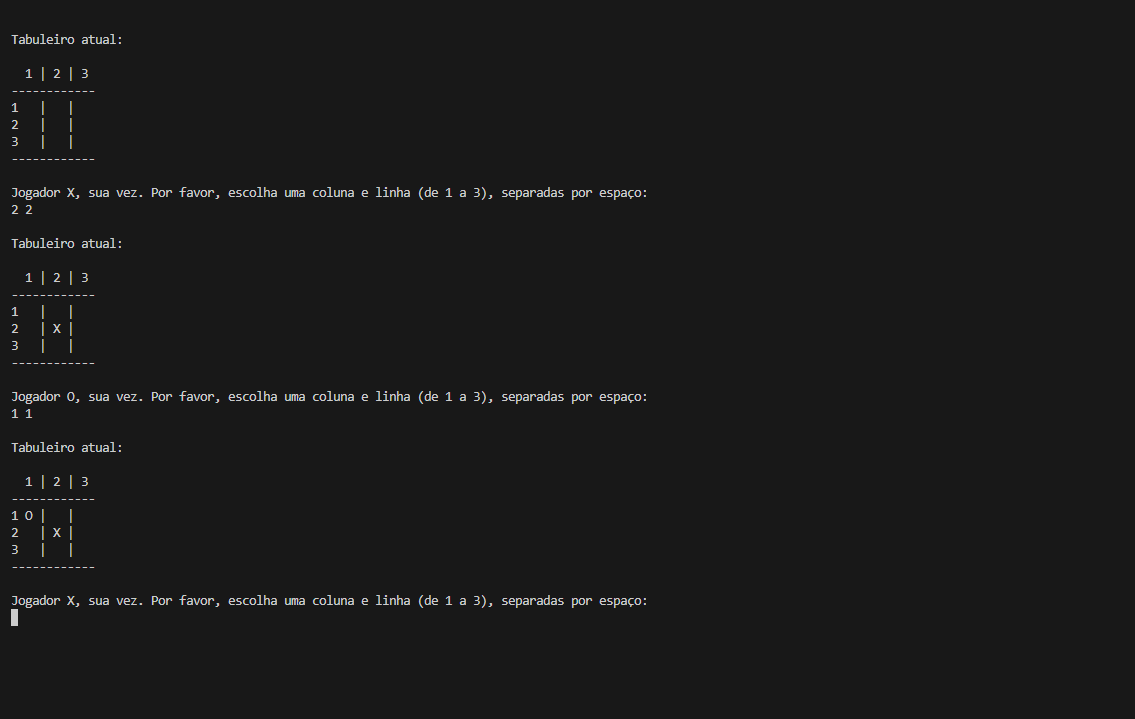 Tabuleiro atual:
  1 | 2 | 3
------------
1   |   |
2   |   |
3   |   |
------------
Jogador X, sua vez. Por favor, escolha uma coluna e linha (de 1 a 3), separadas por espaço:
2 2
Tabuleiro atual:
  1 | 2 | 3
------------
1   |   |
2   | X |
3   |   |
------------
Jogador O, sua vez. Por favor, escolha uma coluna e linha (de 1 a 3), separadas por espaço:
1 1
Tabuleiro atual:
  1 | 2 | 3
------------
1 O |   |
2   | X |
3   |   |
------------
Jogador X, sua vez. Por favor, escolha uma coluna e linha (de 1 a 3), separadas por espaço: